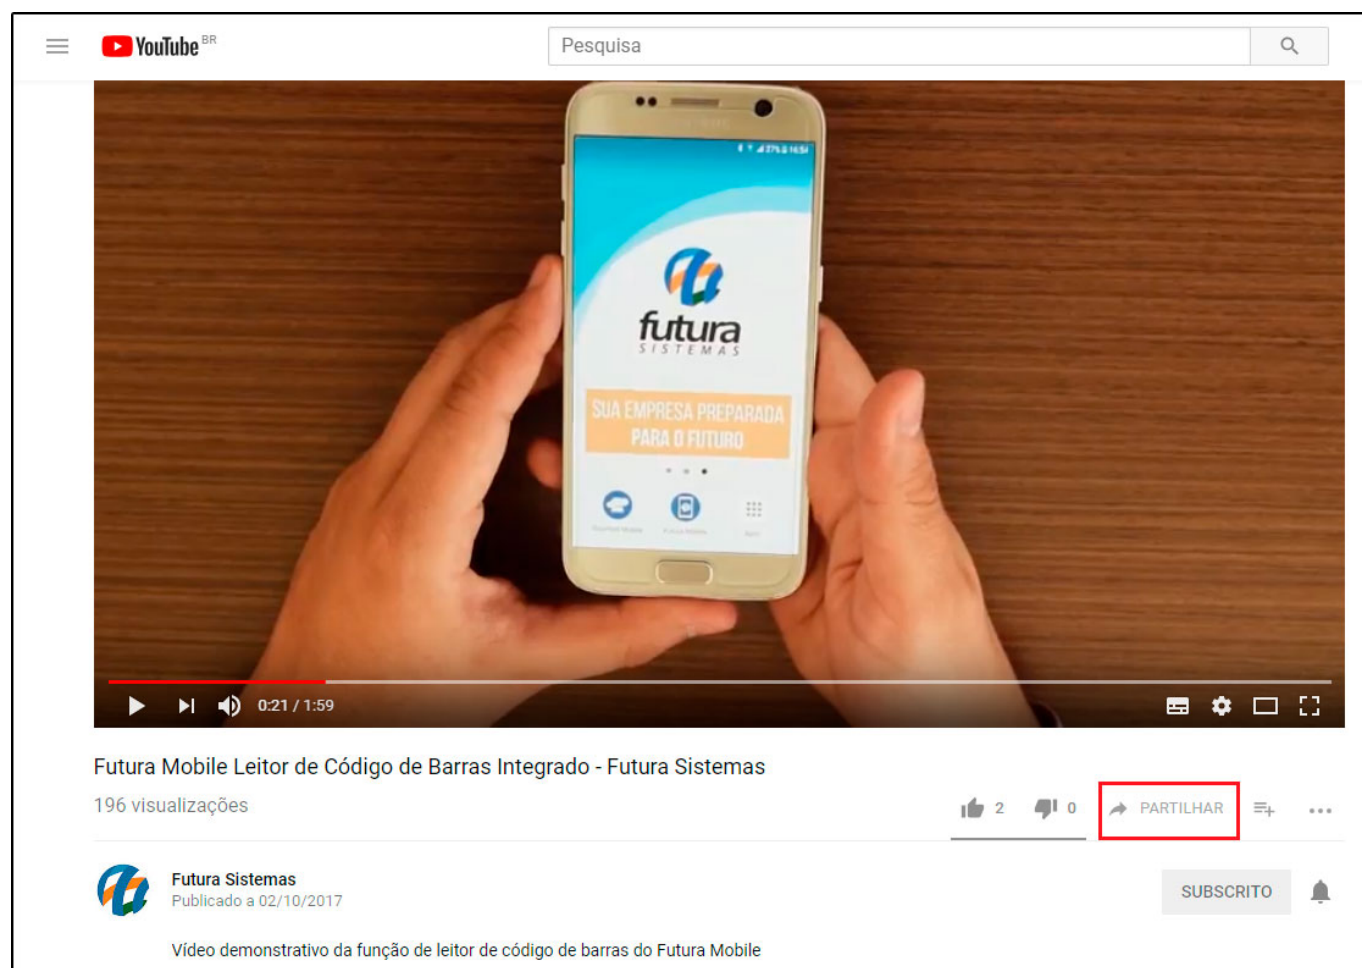 YouTube BR
Pesquisa
futura
SISTEMAS
SUA EMPRESA PREPARADA
PARA O FUTURO
0:21 / 1:59
Futura Mobile Leitor de Código de Barras Integrado - Futura Sistemas
196 visualizações
2
0
PARTILHAR
Futura Sistemas
SUBSCRITO
Publicado a 02/10/2017
Vídeo demonstrativo da função de leitor de código de barras do Futura Mobile